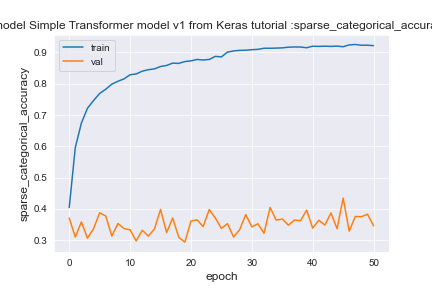 model Simple Transformer model v1 from Keras tutorial :sparse_categorical_accura
train
val
sparse_categorical_accuracy
0.9
0.8
0.7
0.6
0.5
0.4
0.3
0 10 20 30 40 50
epoch